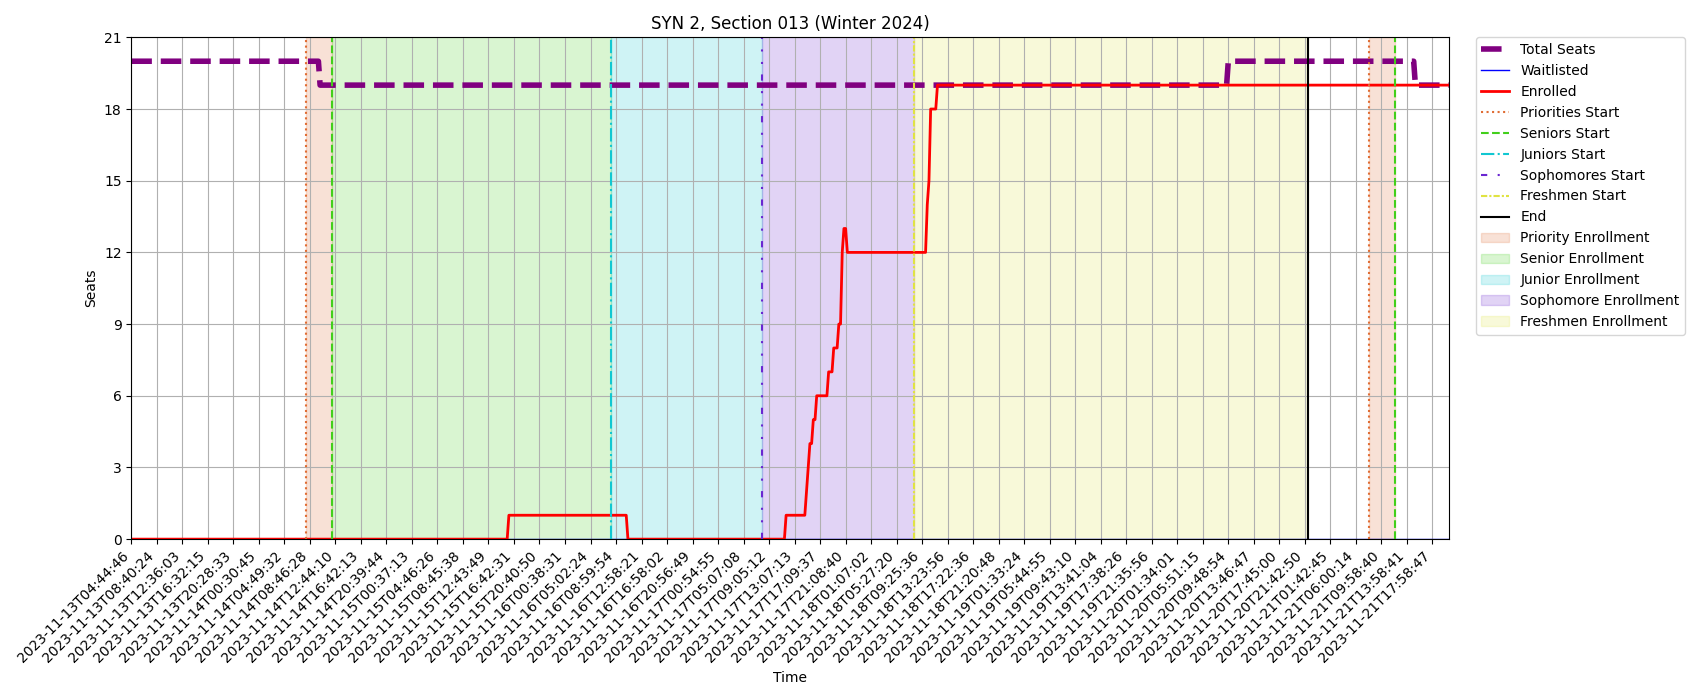 SYN 2, Section 013 (Winter 2024)
21
18
15
12
9
6
3
0
Seats
Total Seats
Waitlisted
Enrolled
Priorities Start
Seniors Start
Juniors Start
Sophomores Start
Freshmen Start
End
Priority Enrollment
Senior Enrollment
Junior Enrollment
Sophomore Enrollment
Freshmen Enrollment
2023-11-13T04:44:46
2023-11-13T08:40:24
2023-11-13T12:36:03
2023-11-13T16:32:15
2023-11-13T20:28:33
2023-11-14T00:30:45
2023-11-14T04:49:32
2023-11-14T08:46:28
2023-11-14T12:44:10
2023-11-14T16:42:13
2023-11-14T20:39:44
2023-11-15T00:37:13
2023-11-15T04:46:26
2023-11-15T08:45:38
2023-11-15T12:43:49
2023-11-15T16:42:31
2023-11-15T20:40:50
2023-11-16T00:38:31
2023-11-16T05:02:24
2023-11-16T08:59:54
2023-11-16T12:58:21
2023-11-16T16:58:02
2023-11-16T20:56:49
2023-11-17T00:54:55
2023-11-17T05:07:08
2023-11-17T09:05:12
2023-11-17T13:07:13
2023-11-17T17:09:37
2023-11-17T21:08:40
2023-11-18T01:07:02
2023-11-18T05:27:20
2023-11-18T09:25:36
2023-11-18T13:23:56
2023-11-18T17:22:36
2023-11-18T21:20:48
2023-11-19T01:33:24
2023-11-19T05:44:55
2023-11-19T09:43:10
2023-11-19T13:41:04
2023-11-19T17:38:26
2023-11-19T21:35:56
2023-11-20T01:34:01
2023-11-20T05:51:15
2023-11-20T09:48:54
2023-11-20T13:46:47
2023-11-20T17:45:00
2023-11-20T21:42:50
2023-11-21T01:42:45
2023-11-21T06:00:14
2023-11-21T09:58:40
2023-11-21T13:58:41
2023-11-21T17:58:47
Time